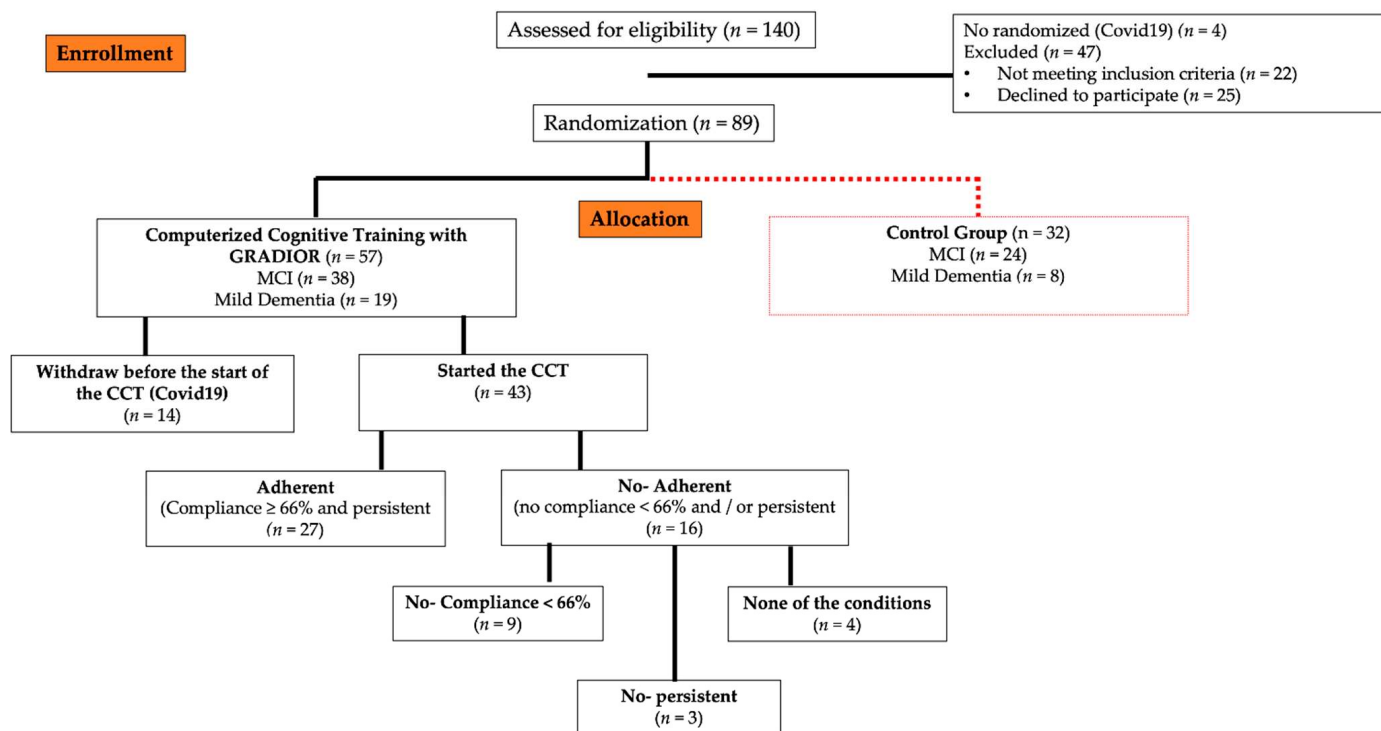 Enrrollment
Assessed for eligibility (n = 140)
No randomized (Covid19) (n = 4)
Excluded (n = 47)
• Not meeting inclusion criteria (n = 22)
• Declined to participate (n = 25)
Randomization (n = 89)
Allocation
Computerized Cognitive Training with
GRADIOR (n = 57)
MCI (n = 38)
Mild Dementia (n = 19)
Control Group (n = 32)
MCI (n = 24)
Mild Dementia (n = 8)
Withdraw before the start of
the CCT (Covid19)
(n = 14)
Started the CCT
(n = 43)
Adherent
(Compliance ≥ 66% and persistent
(n = 27)
No- Adherent
(no compliance < 66% and / or persistent
(n = 16)
No- Compliance < 66%
(n = 9)
None of the conditions
(n = 4)
No- persistent
(n = 3)